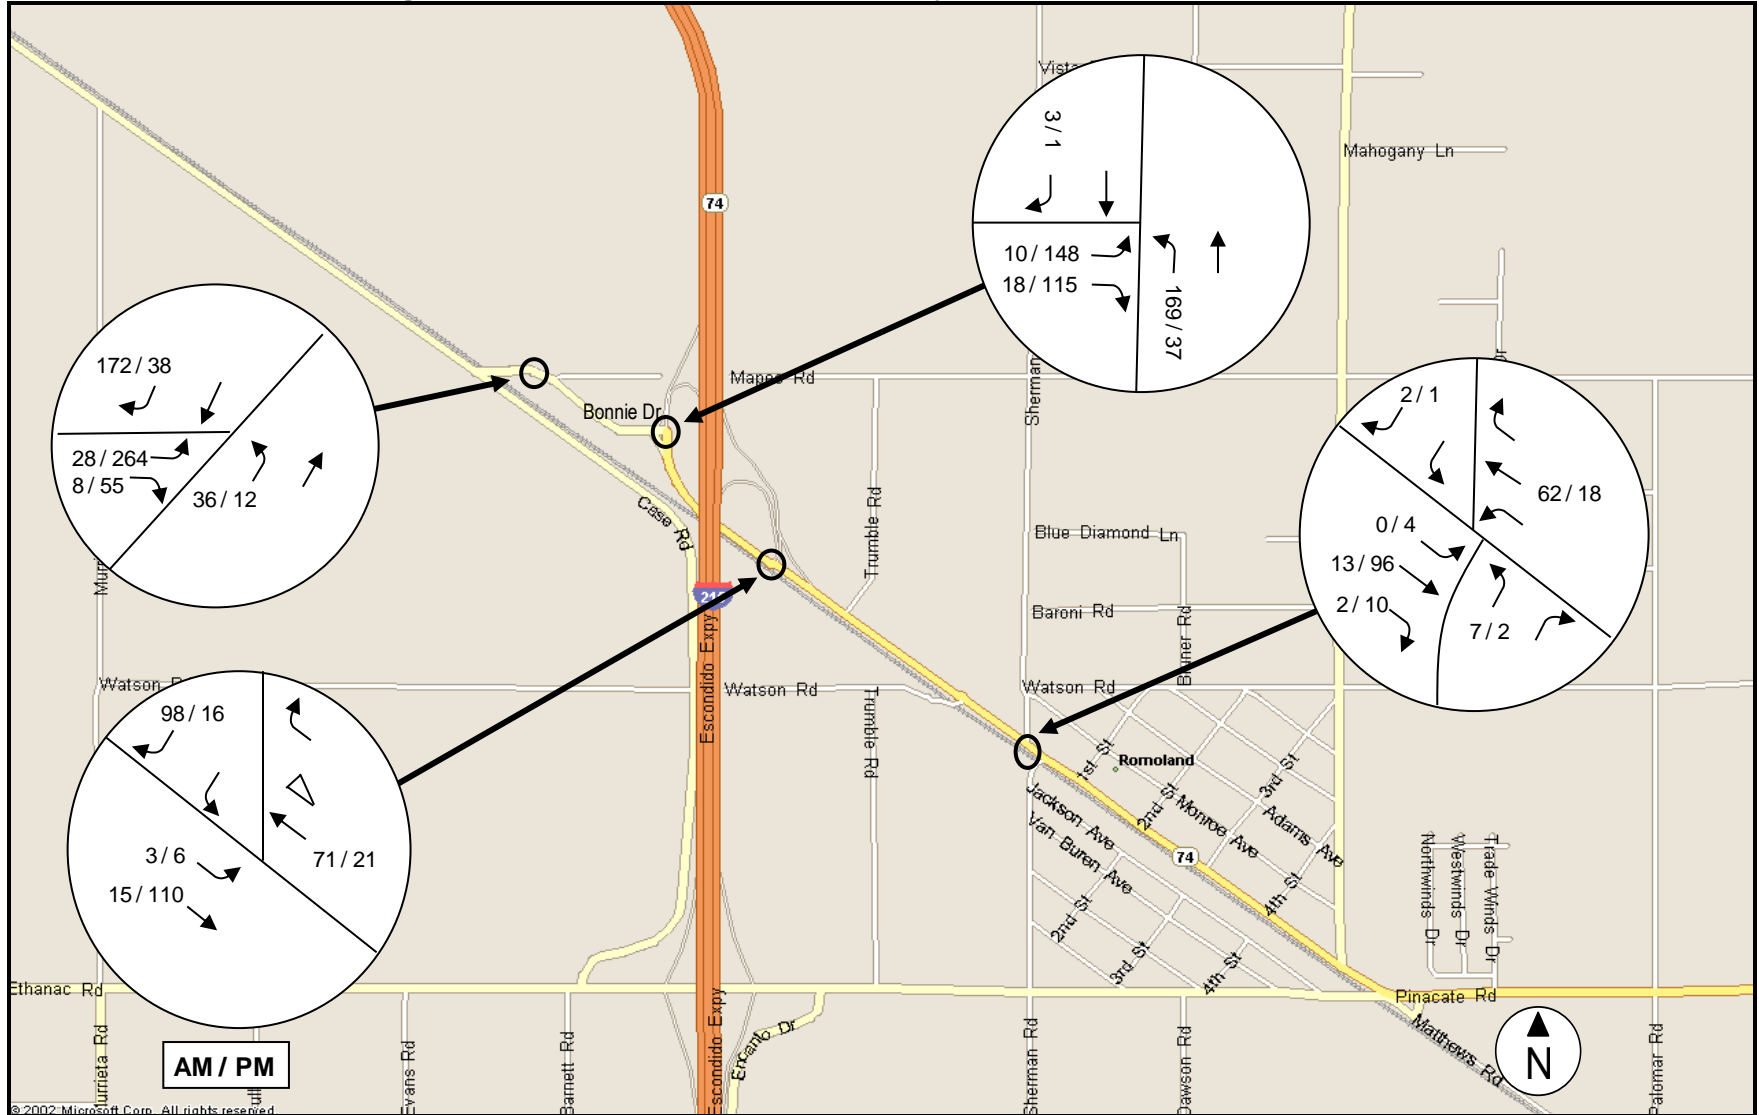 74
Vista
3 / 1
Mahogany Ln
10 / 148
18 / 115
169 / 37
172 / 38
28 / 264
8 / 55
36 / 12
Mapes Rd
Bonnie Dr
Sherman
2 / 1
62 / 18
0 / 4
13 / 96
2 / 10
7 / 2
Case Rd
Trumble Rd
Blue Diamond Ln
215
Baroni Rd
Bruner Rd
Escondido Expy
Watson
Watson Rd
Watson Rd
98 / 16
71 / 21
3 / 6
15 / 110
Trumble Rd
1st St
Romoland
3rd St
2nd St
Monroe Ave
Adams Ave
Jackson Ave
Van Buren Ave
74
4th St
2nd St
3rd St
4th St
Northwinds Dr
Westwinds Dr
Trade Winds Dr
Ethanac Rd
Pinacate Rd
Matthews Rd
Murrieta Rd
AM / PM
Evans Rd
Barnett Rd
Escondido Expy
Encanto Dr
Sherman Rd
Dawson Rd
N
Palomar Rd
© 2002 Microsoft Corp. All rights reserved